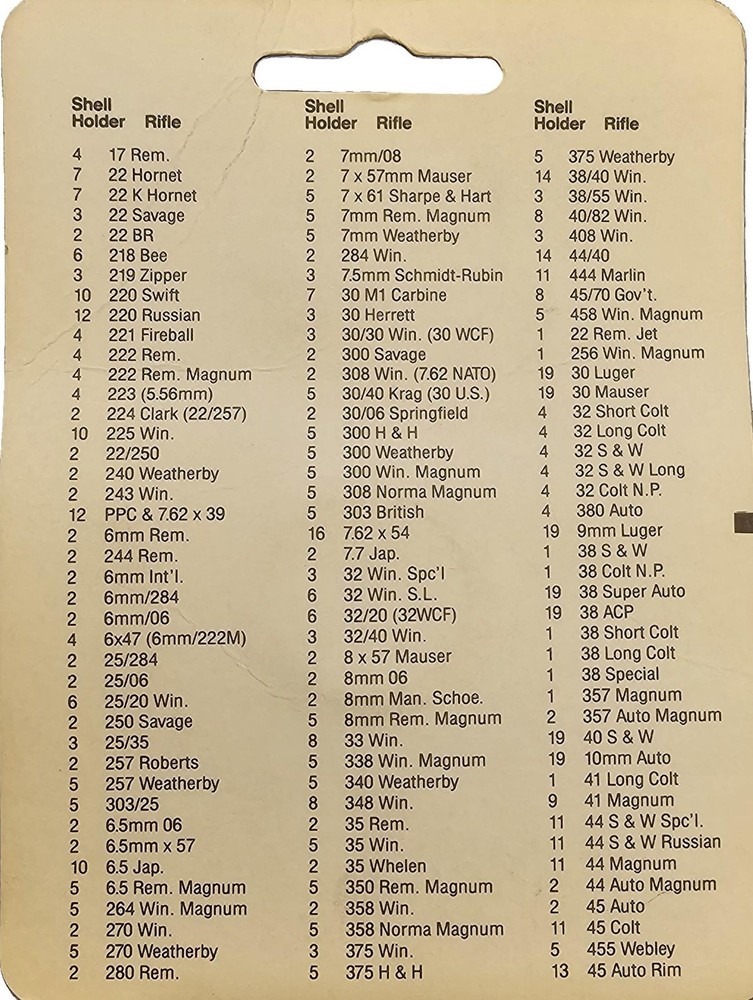 Shell
Holder Rifle
4 17 Rem.
7 22 Hornet
7 22 K Hornet
3 22 Savage
2 22 BR
6 218 Bee
3 219 Zipper
10 220 Swift
12 220 Russian
4 221 Fireball
4 222 Rem.
4 222 Rem. Magnum
4 223 (5.56mm)
2 224 Clark (22/257)
10 225 Win.
2 22/250
2 240 Weatherby
2 243 Win.
12 PPC & 7.62 x 39
2 6mm Rem.
2 244 Rem.
2 6mm Int'l.
2 6mm/284
2 6mm/06
4 6x47 (6mm/222M)
2 25/284
2 25/06
6 25/20 Win.
2 250 Savage
3 25/35
2 257 Roberts
5 257 Weatherby
5 303/25
2 6.5mm 06
2 6.5mm x 57
10 6.5 Jap.
5 6.5 Rem. Magnum
5 264 Win. Magnum
2 270 Win.
5 270 Weatherby
2 280 Rem.
Shell
Holder Rifle
2 7mm/08
2 7 x 57mm Mauser
5 7 x 61 Sharpe & Hart
5 7mm Rem. Magnum
5 7mm Weatherby
2 284 Win.
3 7.5mm Schmidt-Rubin
7 30 M1 Carbine
3 30 Herrett
3 30/30 Win. (30 WCF)
2 300 Savage
2 308 Win. (7.62 NATO)
5 30/40 Krag (30 U.S.)
2 30/06 Springfield
5 300 H & H
5 300 Weatherby
5 300 Win. Magnum
5 308 Norma Magnum
5 303 British
16 7.62 x 54
2 7.7 Jap.
3 32 Win. Spc'l
6 32 Win. S.L.
6 32/20 (32WCF)
3 32/40 Win.
2 8 x 57 Mauser
2 8mm 06
2 8mm Man. Schoe.
5 8mm Rem. Magnum
8 33 Win.
5 338 Win. Magnum
5 340 Weatherby
8 348 Win.
2 35 Rem.
5 35 Win.
2 35 Whelen
5 350 Rem. Magnum
2 358 Win.
5 358 Norma Magnum
3 375 Win.
5 375 H & H
Shell
Holder Rifle
5 375 Weatherby
14 38/40 Win.
3 38/55 Win.
8 40/82 Win.
3 408 Win.
14 44/40
11 444 Marlin
8 45/70 Gov't.
5 458 Win. Magnum
1 22 Rem. Jet
1 256 Win. Magnum
19 30 Luger
19 30 Mauser
4 32 Short Colt
4 32 Long Colt
4 32 S & W
4 32 S & W Long
4 32 Colt N.P.
4 380 Auto
19 9mm Luger
1 38 S & W
1 38 Colt N.P.
19 38 Super Auto
19 38 ACP
1 38 Short Colt
1 38 Long Colt
1 38 Special
1 357 Magnum
2 357 Auto Magnum
19 40 S & W
19 10mm Auto
1 41 Long Colt
9 41 Magnum
11 44 S & W Spc'l.
11 44 S & W Russian
11 44 Magnum
2 44 Auto Magnum
2 45 Auto
11 45 Colt
5 455 Webley
13 45 Auto Rim